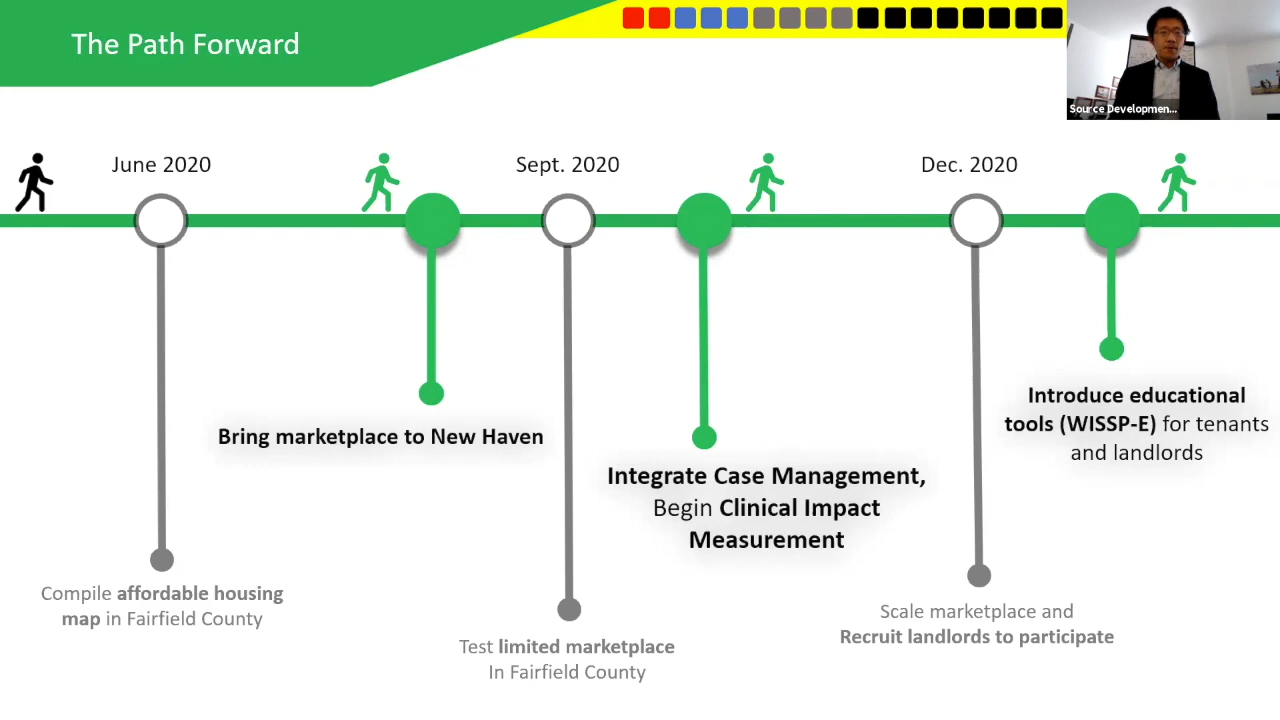 The Path Forward
Source Developmen...
June 2020
Sept. 2020
Dec. 2020
Bring marketplace to New Haven
Integrate Case Management,
Begin Clinical Impact
Measurement
Introduce educational
tools (WISSP-E) for tenants
and landlords
Compile affordable housing
map in Fairfield County
Test limited marketplace
In Fairfield County
Scale marketplace and
Recruit landlords to participate